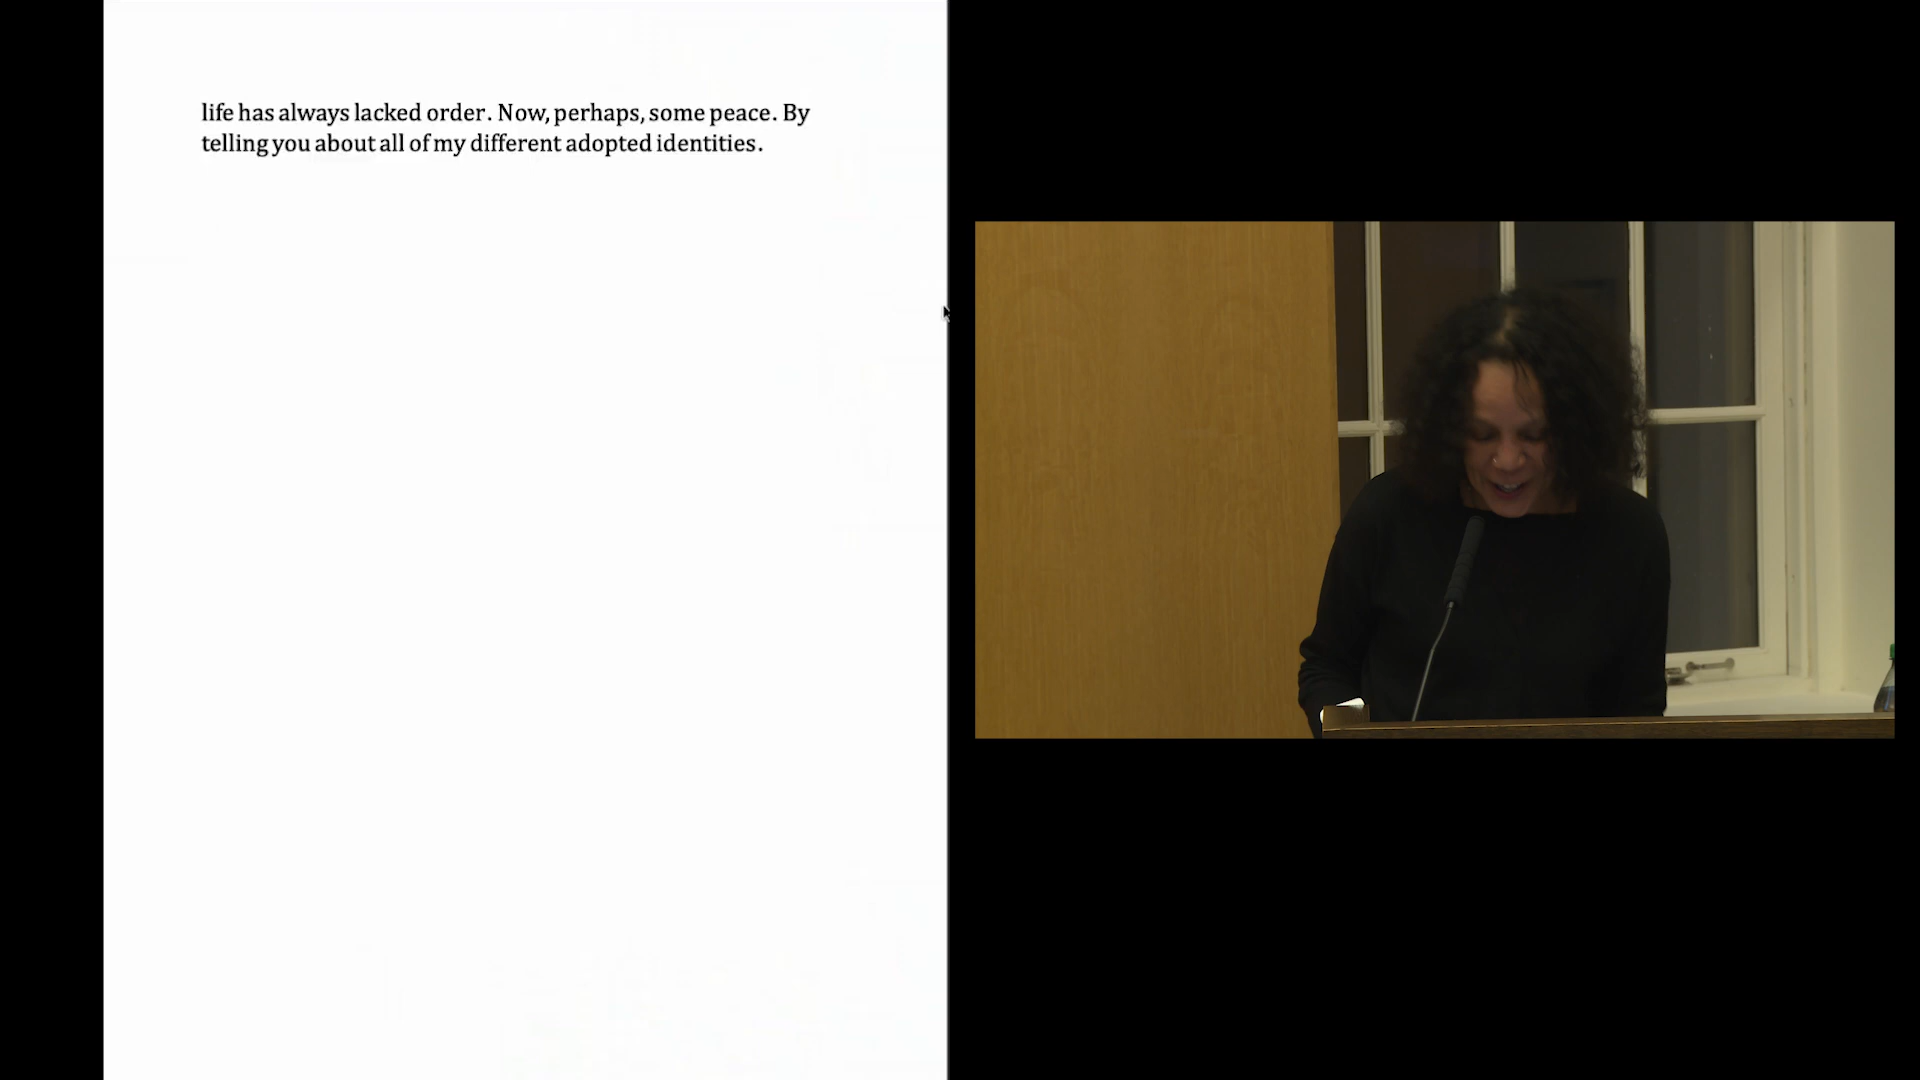 life has always lacked order. Now, perhaps, some peace. By
telling you about all of my different adopted identities.